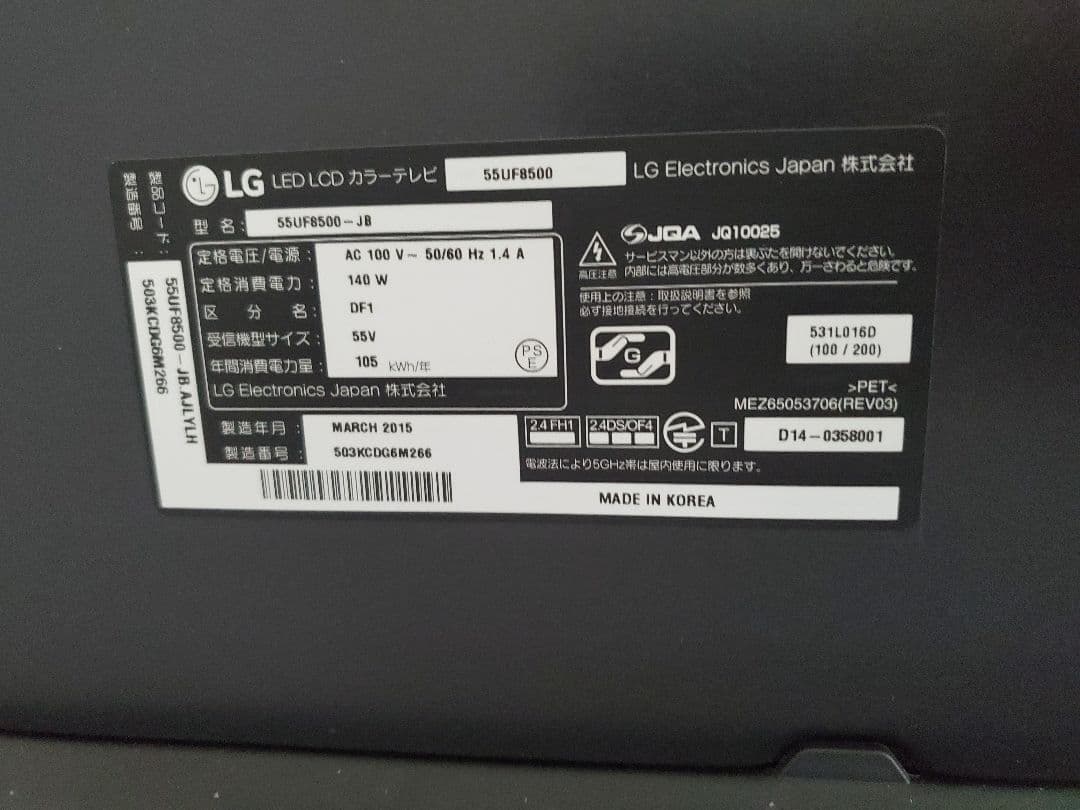 LG LED LCD カラーテレビ 55UF8500 LG Electronics Japan 株式会社
型 名: 55UF8500-JB
定格電圧/電源: AC 100 V~ 50/60 Hz 1.4 A
定格消費電力: 140 W
区 分 名: DF1
受信機型サイズ: 55V
年間消費電力量: 105 kWh/年
PS
E
LG Electronics Japan 株式会社
製造年月: MARCH 2015
製造番号: 503KCDG6M266
製品コード: 55UF8500-JB.AJLYLH
製造番号: 503KCDG6M266
JQA JQ10025
高圧注意
サービスマン以外の方は裏ぶたを開けないでください。
内部には高電圧部分が数多くあり、万一さわると危険です。
使用上の注意:取扱説明書を参照
必ず接地接続を行ってください。
G
531L016D
(100 / 200)
>PET<
MEZ65053706(REV03)
2.4 FH1 2.4DS/OF4 T D14-0358001
電波法により5GHz帯は屋内使用に限ります。
MADE IN KOREA